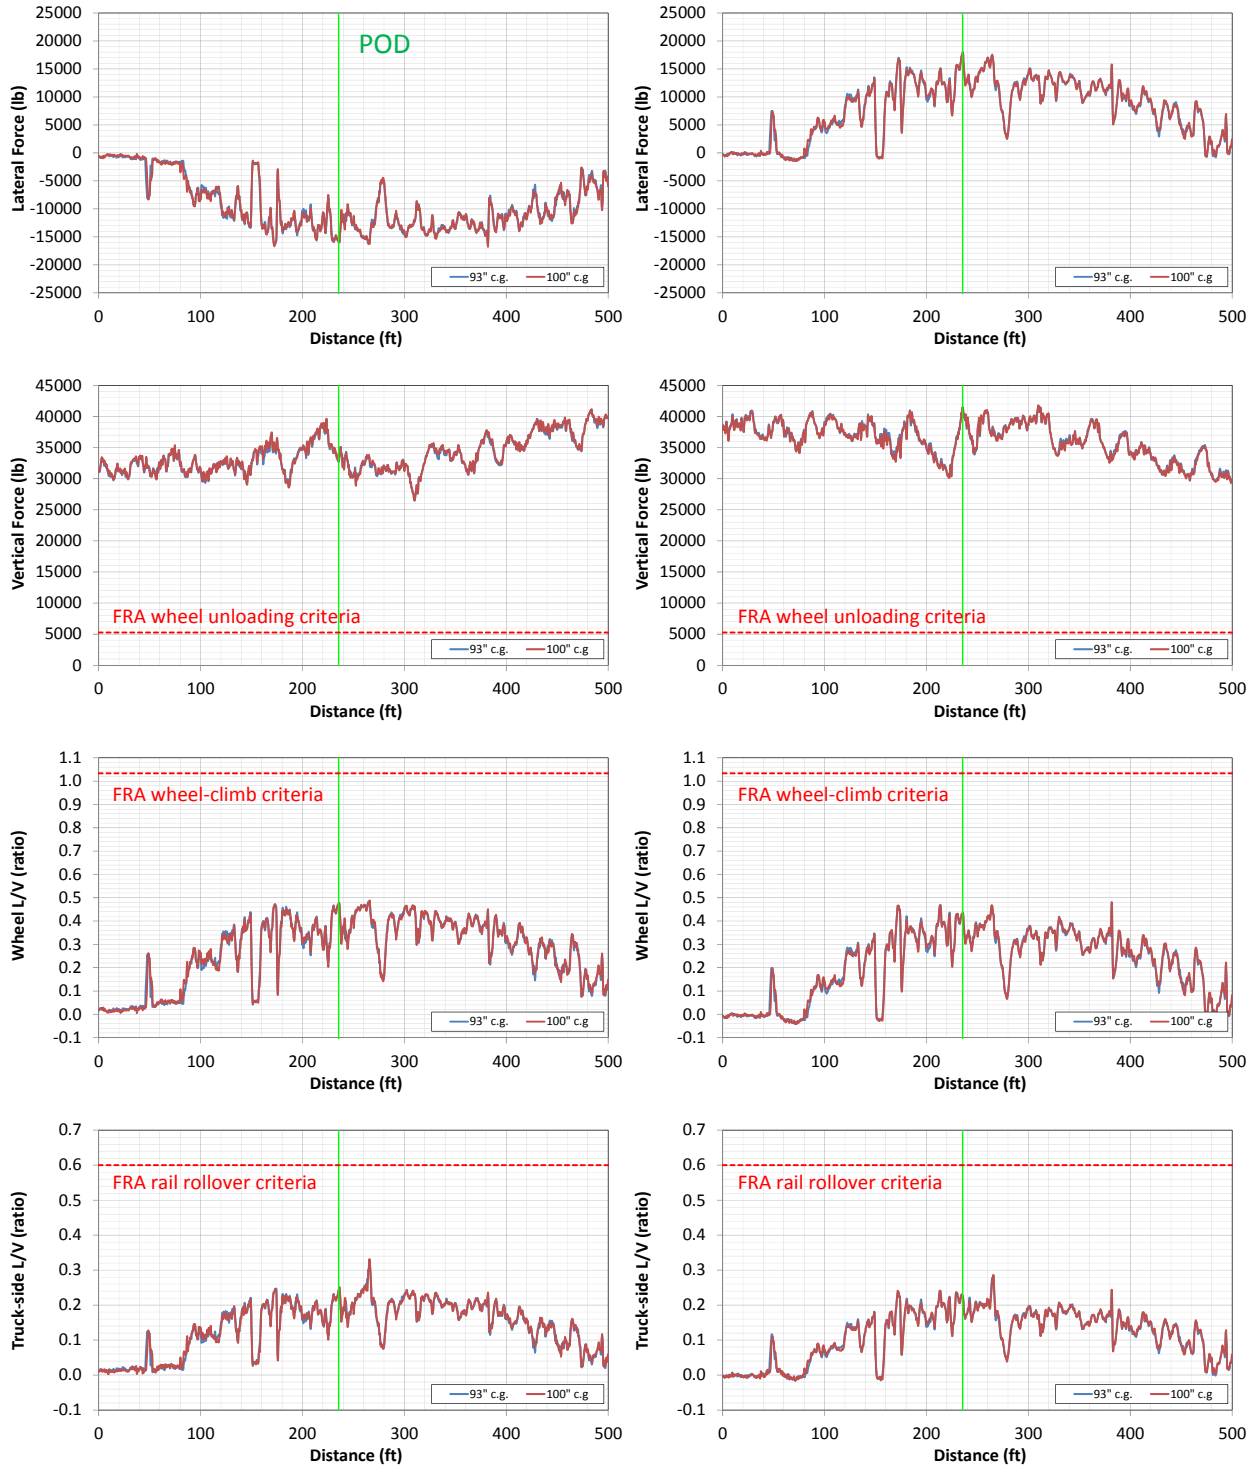 25000
20000
15000
10000
5000
0
-5000
-10000
-15000
-20000
-25000
Lateral Force (lb)
POD
93" c.g.
100" c.g
0 100 200 300 400 500
Distance (ft)
25000
20000
15000
10000
5000
0
-5000
-10000
-15000
-20000
-25000
Lateral Force (lb)
93" c.g.
100" c.g
0 100 200 300 400 500
Distance (ft)
45000
40000
35000
30000
25000
20000
15000
10000
5000
0
Vertical Force (lb)
FRA wheel unloading criteria
93" c.g.
100" c.g
0 100 200 300 400 500
Distance (ft)
45000
40000
35000
30000
25000
20000
15000
10000
5000
0
Vertical Force (lb)
FRA wheel unloading criteria
93" c.g.
100" c.g
0 100 200 300 400 500
Distance (ft)
1.1
1.0
0.9
0.8
0.7
0.6
0.5
0.4
0.3
0.2
0.1
0.0
-0.1
Wheel L/V (ratio)
FRA wheel-climb criteria
93" c.g.
100" c.g
0 100 200 300 400 500
Distance (ft)
1.1
1.0
0.9
0.8
0.7
0.6
0.5
0.4
0.3
0.2
0.1
0.0
-0.1
Wheel L/V (ratio)
FRA wheel-climb criteria
93" c.g.
100" c.g
0 100 200 300 400 500
Distance (ft)
0.7
0.6
0.5
0.4
0.3
0.2
0.1
0.0
-0.1
Truck-side L/V (ratio)
FRA rail rollover criteria
93" c.g.
100" c.g
0 100 200 300 400 500
Distance (ft)
0.7
0.6
0.5
0.4
0.3
0.2
0.1
0.0
-0.1
Truck-side L/V (ratio)
FRA rail rollover criteria
93" c.g.
100" c.g
0 100 200 300 400 500
Distance (ft)